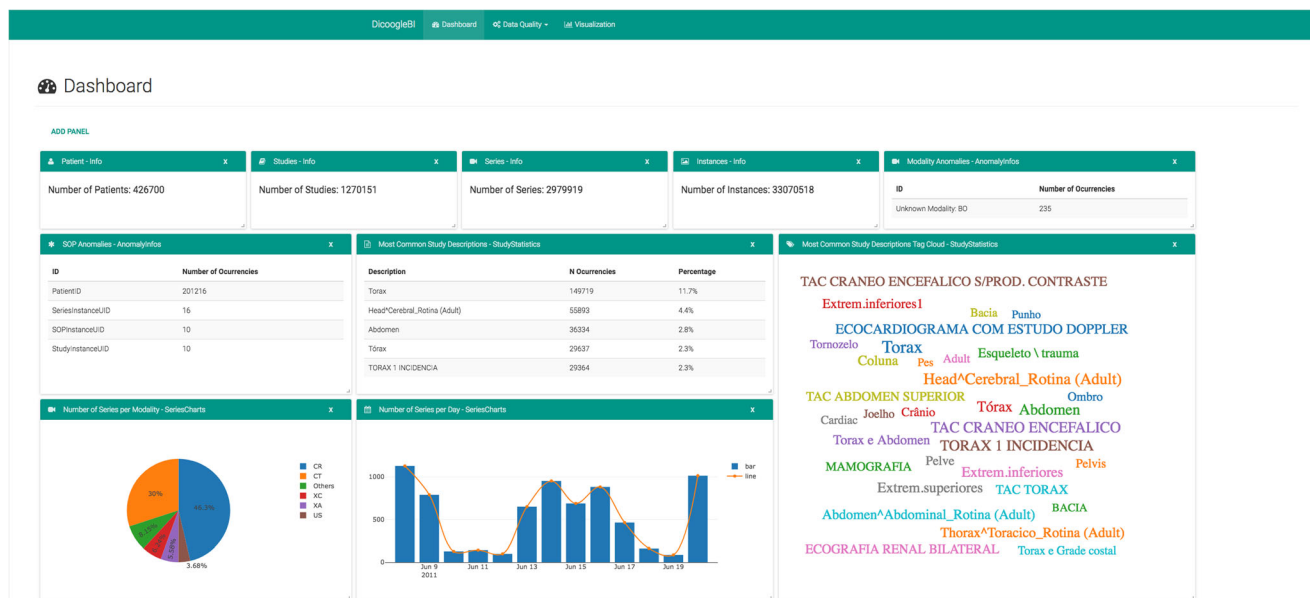 DicoogleBI Dashboard Data Quality Visualization
Dashboard
ADD PANEL
Patient - Info X
Number of Patients: 426700
Studies - Info X
Number of Studies: 1270151
Series - Info X
Number of Series: 2979919
Instances - Info X
Number of Instances: 33070518
Modality Anomalies - AnomalyInfos X
ID Number of Ocurrencies
Unknown Modality: BO 235
SOP Anomalies - AnomalyInfos X
ID Number of Ocurrencies
PatientID 201216
SeriesInstanceUID 16
SOPInstanceUID 10
StudyInstanceUID 10
Most Common Study Descriptions - StudyStatistics X
Description N Ocurrencies Percentage
Torax 149719 11.7%
Head^Cerebral_Rotina (Adult) 55893 4.4%
Abdomen 36334 2.8%
Tórax 29637 2.3%
TORAX 1 INCIDENCIA 29364 2.3%
Most Common Study Descriptions Tag Cloud - StudyStatistics X
TAC CRANEO ENCEFALICO S/PROD. CONTRASTE
Extrem.inferiores1
Bacia Punho
ECOCARDIOGRAMA COM ESTUDO DOPPLER
Tornozelo Torax
Coluna Pes Adult Esqueleto \ trauma
Head^Cerebral_Rotina (Adult)
TAC ABDOMEN SUPERIOR Ombro
Cardiac Joelho Crânio Tórax Abdomen
TAC CRANEO ENCEFALICO
Torax e Abdomen TORAX 1 INCIDENCIA
MAMOGRAFIA Pelve Extrem.inferiores Pelvis
Extrem.superiores TAC TORAX
Abdomen^Abdominal_Rotina (Adult) BACIA
Thorax^Toracico_Rotina (Adult)
ECOGRAFIA RENAL BILATERAL Torax e Grade costal
Number of Series per Modality - SeriesCharts X
30%
5.58%
3.68%
CR
CT
Others
XC
XA
US
Number of Series per Day - SeriesCharts X
1000
500
0
Jun 9 Jun 11 Jun 13 Jun 15 Jun 17 Jun 19
2011
bar
line